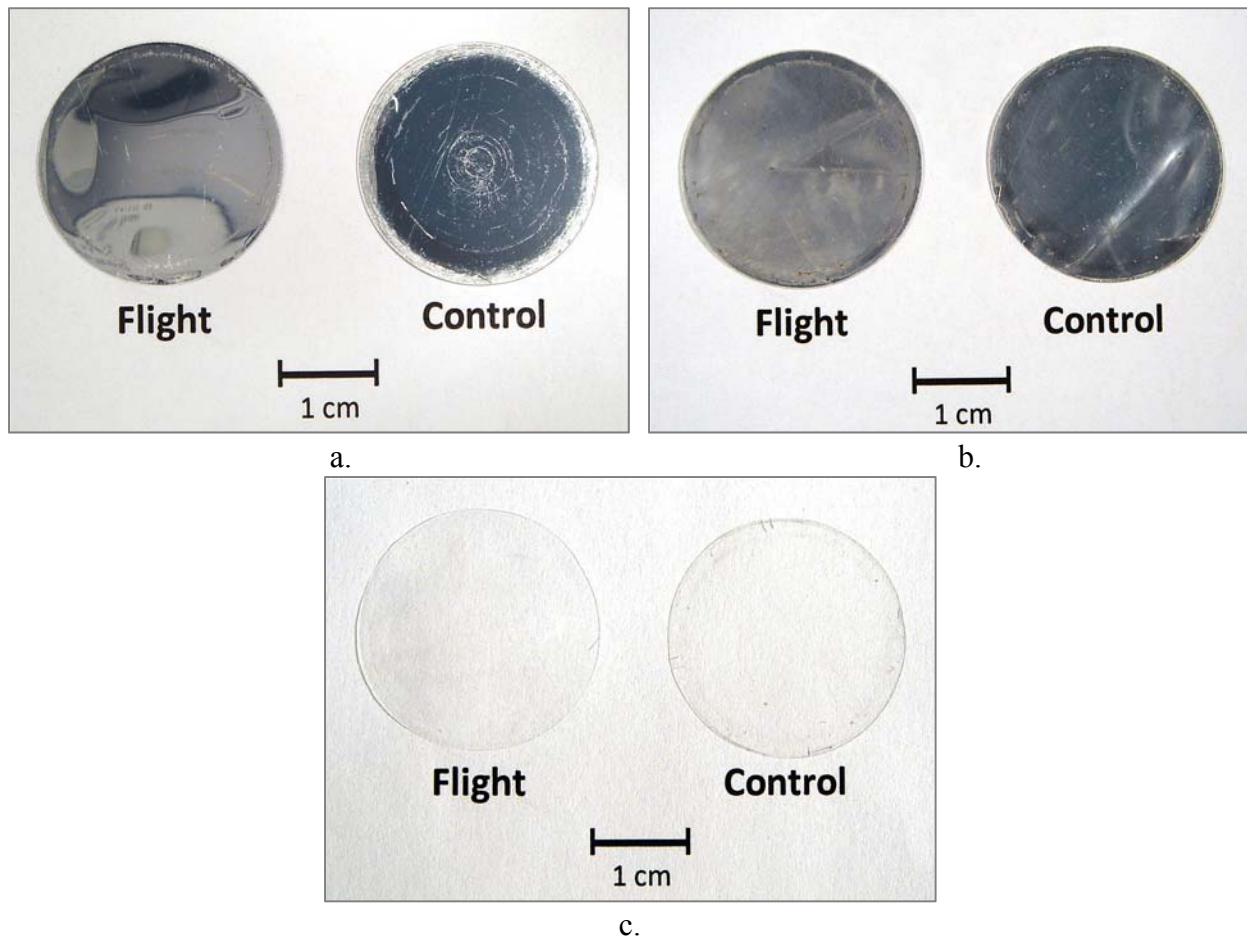 Flight
Control
1 cm
a.
Flight
Control
1 cm
b.
Flight
Control
1 cm
c.